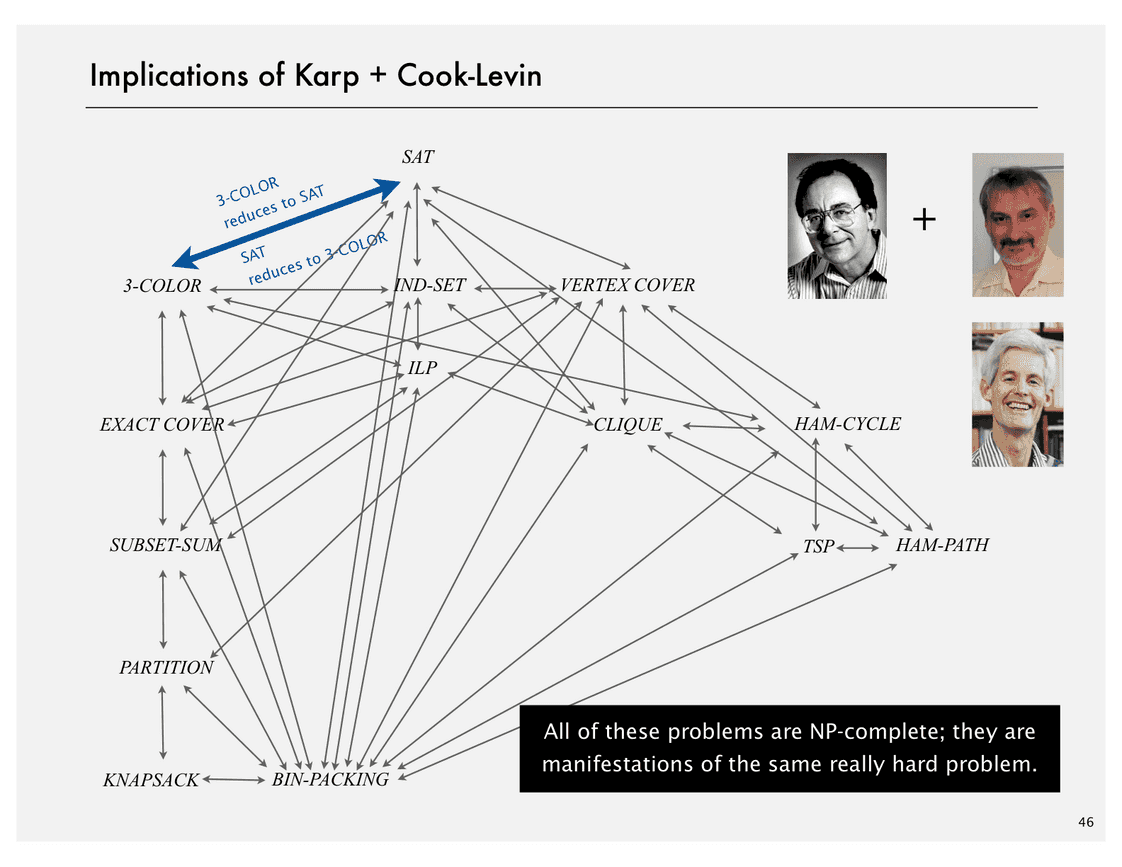 Implications of Karp + Cook-Levin
SAT
3-COLOR
reduces to SAT
SAT
reduces to 3-COLOR
+
3-COLOR
IND-SET
VERTEX COVER
ILP
EXACT COVER
CLIQUE
HAM-CYCLE
SUBSET-SUM
TSP
HAM-PATH
PARTITION
All of these problems are NP-complete; they are
manifestations of the same really hard problem.
KNAPSACK
BIN-PACKING
46